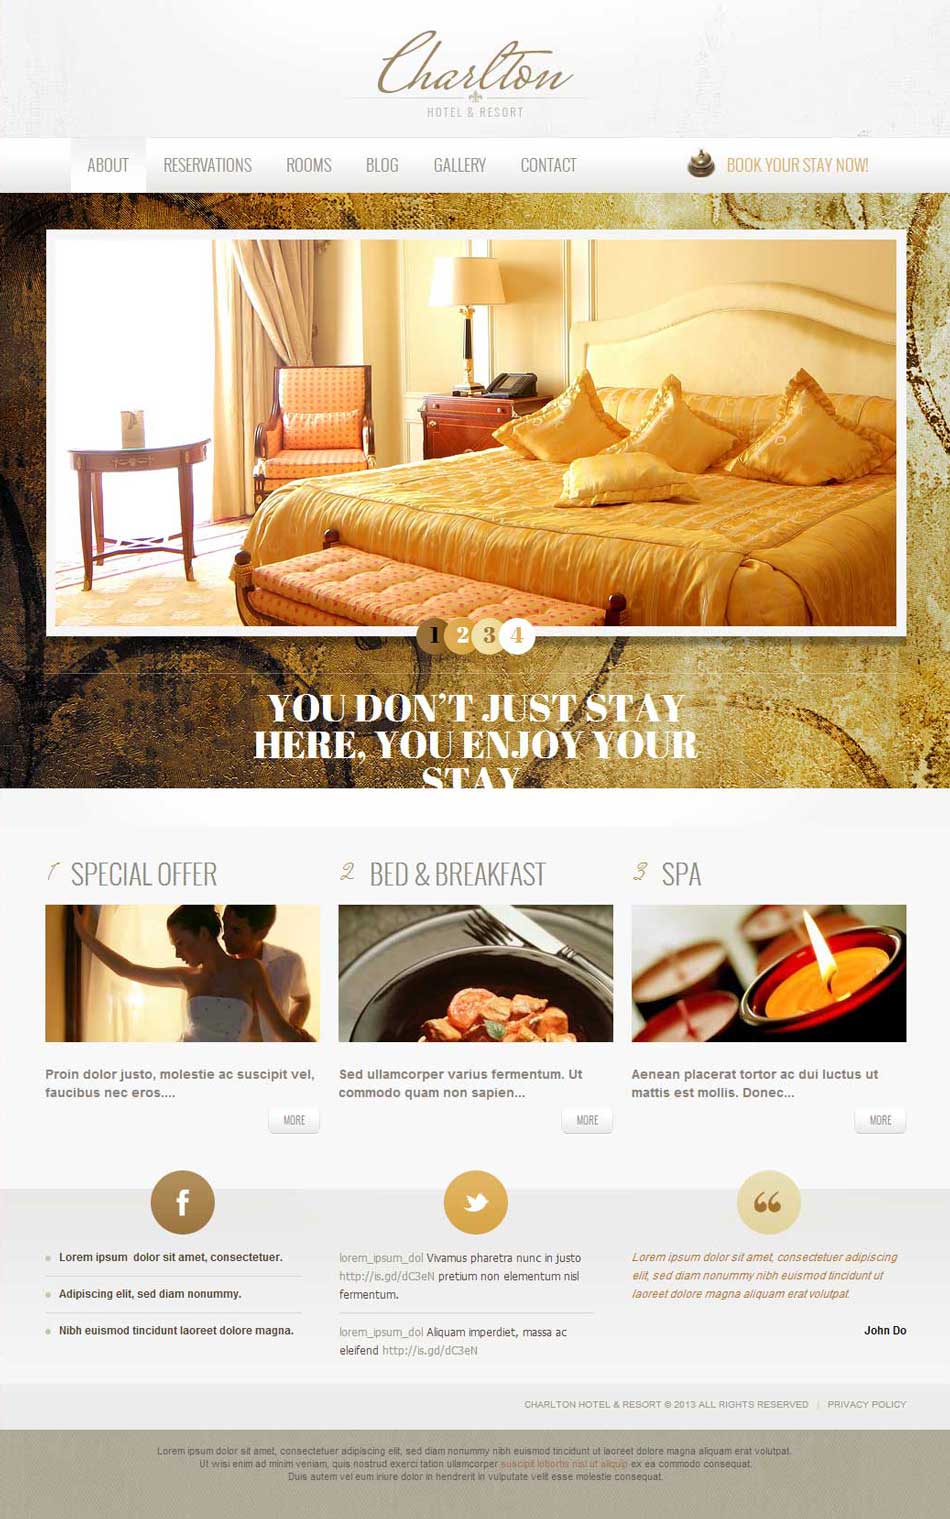 Charlton
HOTEL & RESORT
ABOUT RESERVATIONS ROOMS BLOG GALLERY CONTACT BOOK YOUR STAY NOW!
1 2 3 4
YOU DON'T JUST STAY
HERE, YOU ENJOY YOUR
STAY
1 SPECIAL OFFER
Proin dolor justo, molestie ac suscipit vel,
faucibus nec eros....
MORE
2 BED & BREAKFAST
Sed ullamcorper varius fermentum. Ut
commodo quam non sapien...
MORE
3 SPA
Aenean placerat tortor ac dui luctus ut
mattis est mollis. Donec...
MORE
f
Lorem ipsum dolor sit amet, consectetuer.
Adipiscing elit, sed diam nonummy.
Nibh euismod tincidunt laoreet dolore magna.
lorem_ipsum_dol Vivamus pharetra nunc in justo
http://is.gd/dC3eN pretium non elementum nisl
fermentum.
lorem_ipsum_dol Aliquam imperdiet, massa ac
eleifend http://is.gd/dC3eN
Lorem ipsum dolor sit amet, consectetuer adipiscing
elit, sed diam nonummy nibh euismod tincidunt ut
laoreet dolore magna aliquam erat volutpat.
John Do
CHARLTON HOTEL & RESORT © 2013 ALL RIGHTS RESERVED | PRIVACY POLICY
Lorem ipsum dolor sit amet, consectetuer adipiscing elit, sed diam nonummy nibh euismod tincidunt ut laoreet dolore magna aliquam erat volutpat.
Ut wisi enim ad minim veniam, quis nostrud exerci tation ullamcorper suscipit lobortis nisl ut aliquip ex ea commodo consequat.
Duis autem vel eum iriure dolor in hendrerit in vulputate velit esse molestie consequat.